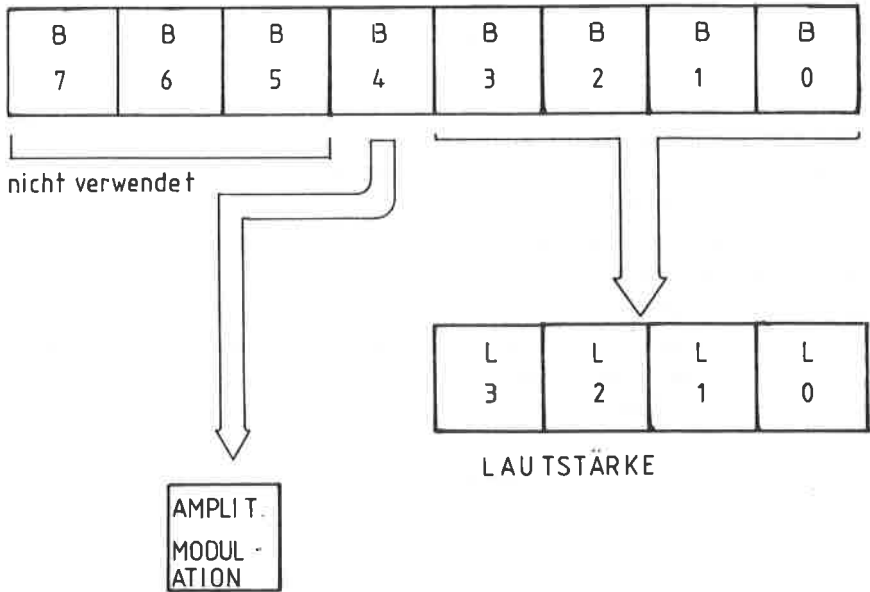 B B B B B B B B
7 6 5 4 3 2 1 0
nicht verwendet
L L L L
3 2 1 0
LAUTSTÄRKE
AMPLIT.
MODUL-
ATION